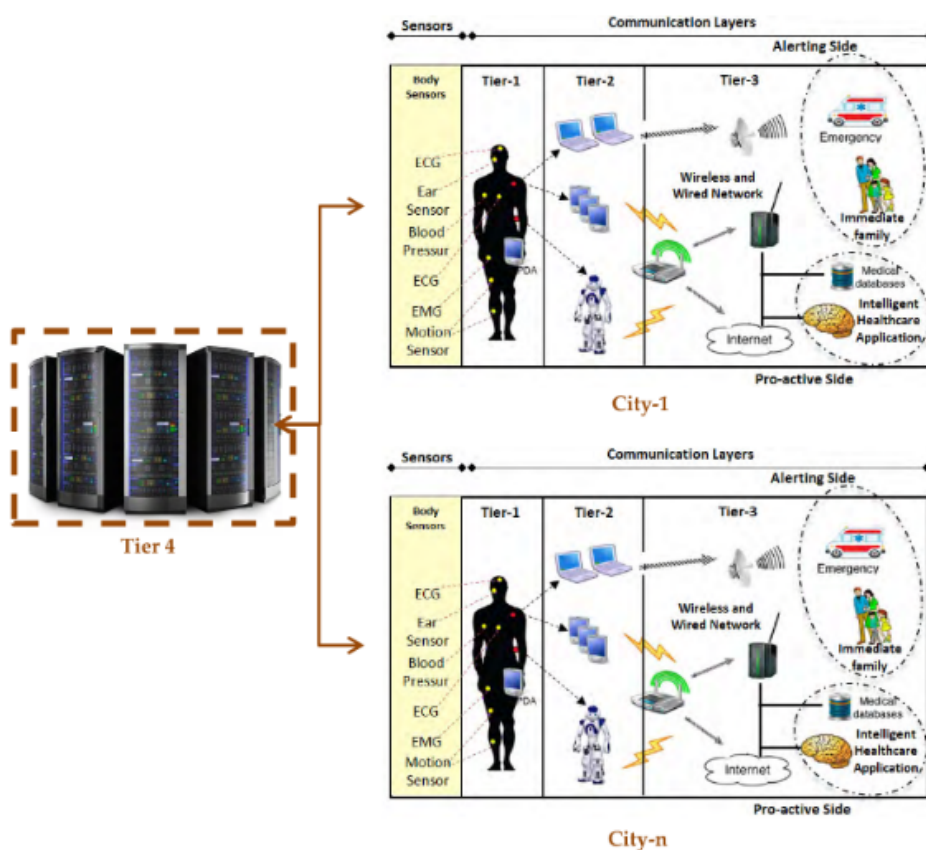 Sensors
Communication Layers
Alerting Side
Body
Sensors
Tier-1
Tier-2
Tier-3
ECG
Ear
Sensor
Blood
Pressur
ECG
EMG
Motion
Sensor
PDA
Wireless and
Wired Network
Internet
Emergency
Immediate
family
Medical
databases
Intelligent
Healthcare
Application
Pro-active Side
City-1
Tier 4
Sensors
Communication Layers
Alerting Side
Body
Sensors
Tier-1
Tier-2
Tier-3
ECG
Ear
Sensor
Blood
Pressur
ECG
EMG
Motion
Sensor
PDA
Wireless and
Wired Network
Internet
Emergency
Immediate
family
Medical
databases
Intelligent
Healthcare
Application
Pro-active Side
City-n